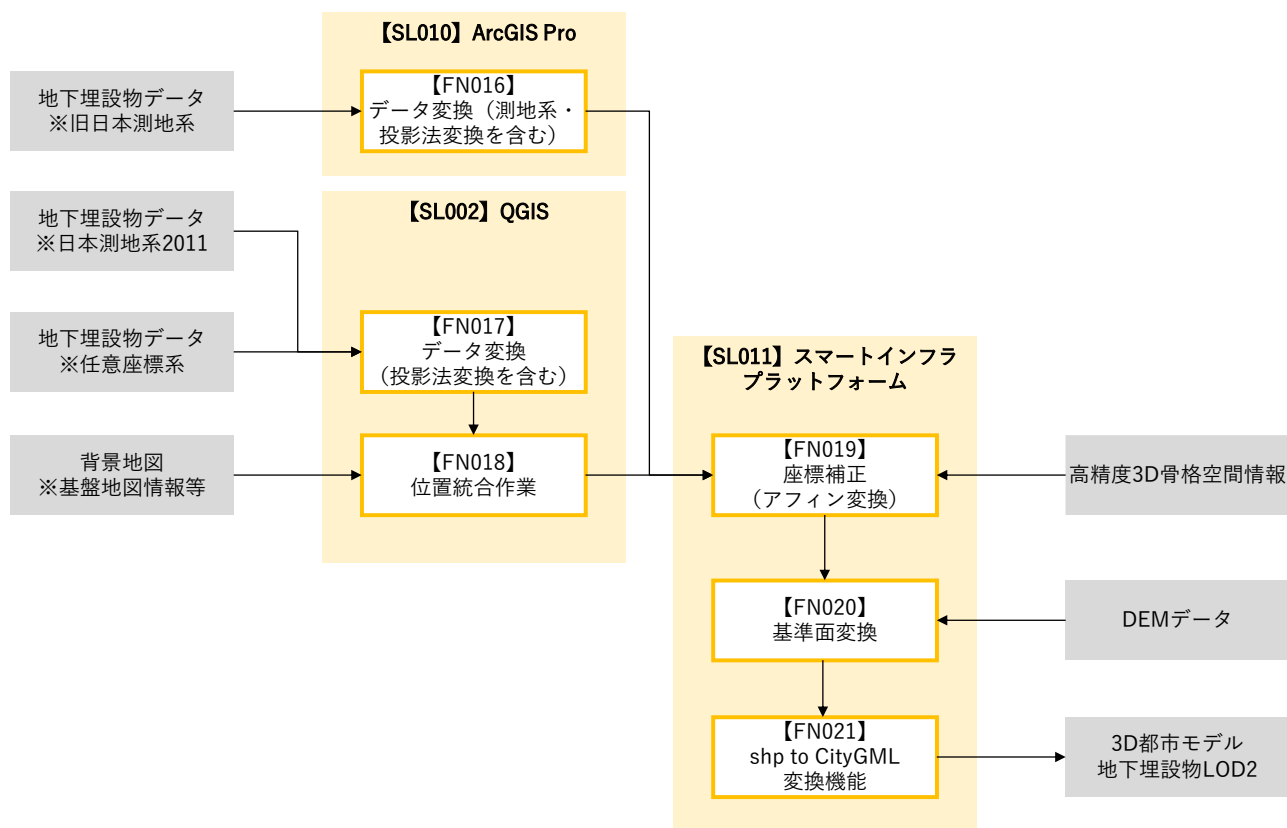 【SL010】ArcGIS Pro
地下埋設物データ
※旧日本測地系
【FN016】
データ変換（測地系・
投影法変換を含む）
【SL002】QGIS
地下埋設物データ
※日本測地系2011
地下埋設物データ
※任意座標系
【FN017】
データ変換
（投影法変換を含む）
背景地図
※基盤地図情報等
【FN018】
位置統合作業
【SL011】スマートインフラ
プラットフォーム
【FN019】
座標補正
（アフィン変換）
高精度3D骨格空間情報
【FN020】
基準面変換
DEMデータ
【FN021】
shp to CityGML
変換機能
3D都市モデル
地下埋設物LOD2